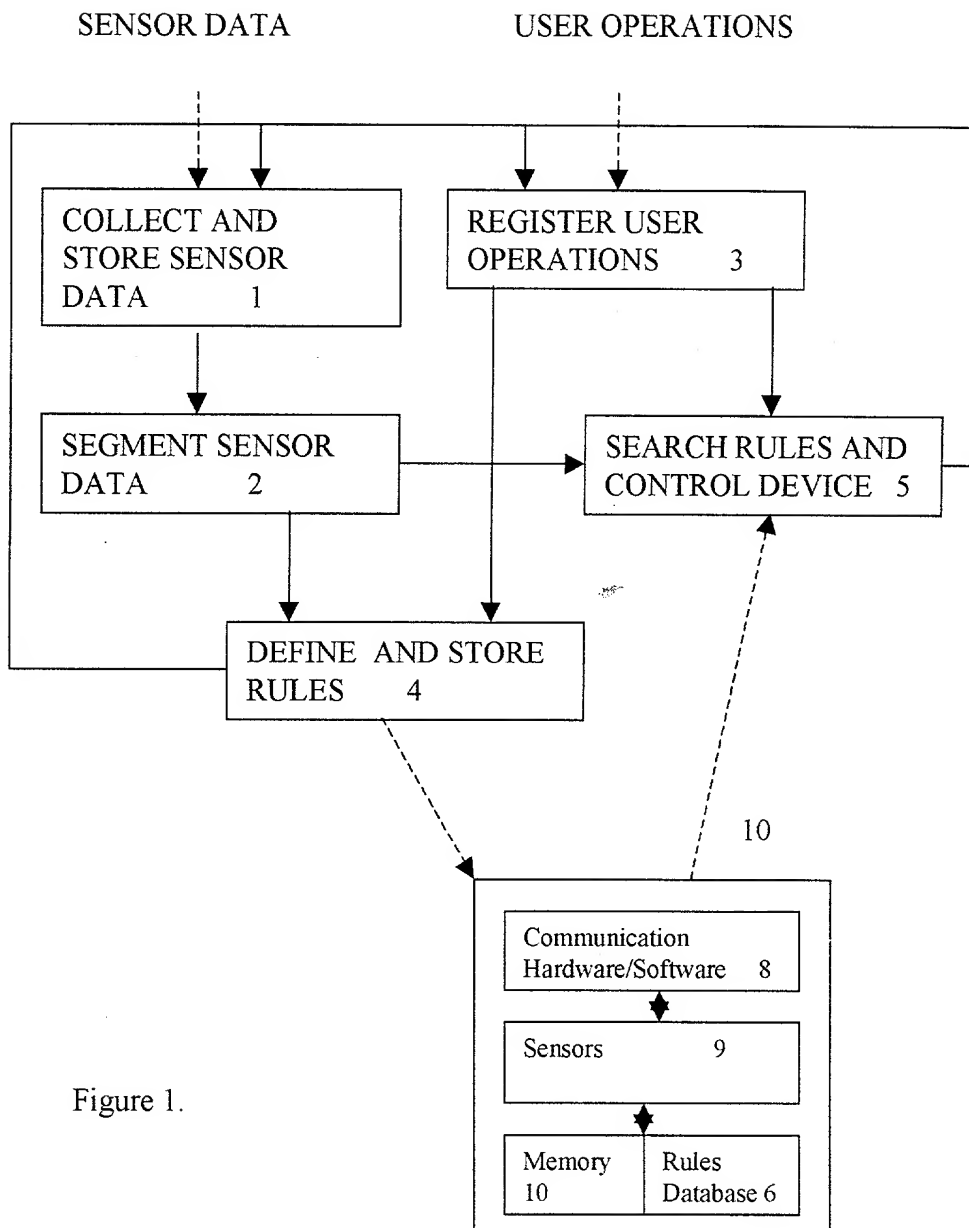 SENSOR DATA
USER OPERATIONS
COLLECT AND
STORE SENSOR
DATA 1
REGISTER USER
OPERATIONS 3
SEGMENT SENSOR
DATA 2
SEARCH RULES AND
CONTROL DEVICE 5
DEFINE AND STORE
RULES 4
10
Communication
Hardware/Software 8
Sensors 9
Memory
10
Rules
Database 6
Figure 1.